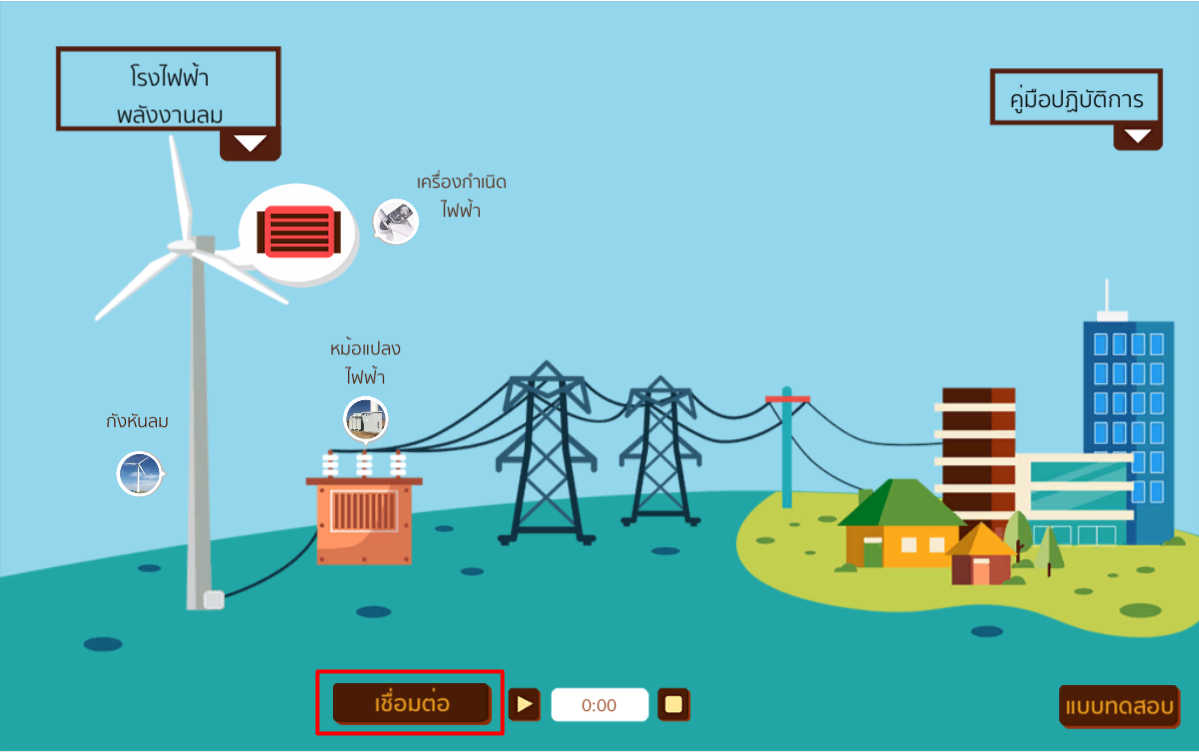 โรงไฟฟ้า
พลังงานลม
คู่มือปฏิบัติการ
เครื่องกำเนิด
ไฟฟ้า
หม้อแปลง
ไฟฟ้า
กังหันลม
เชื่อมต่อ
0:00
แบบทดสอบ